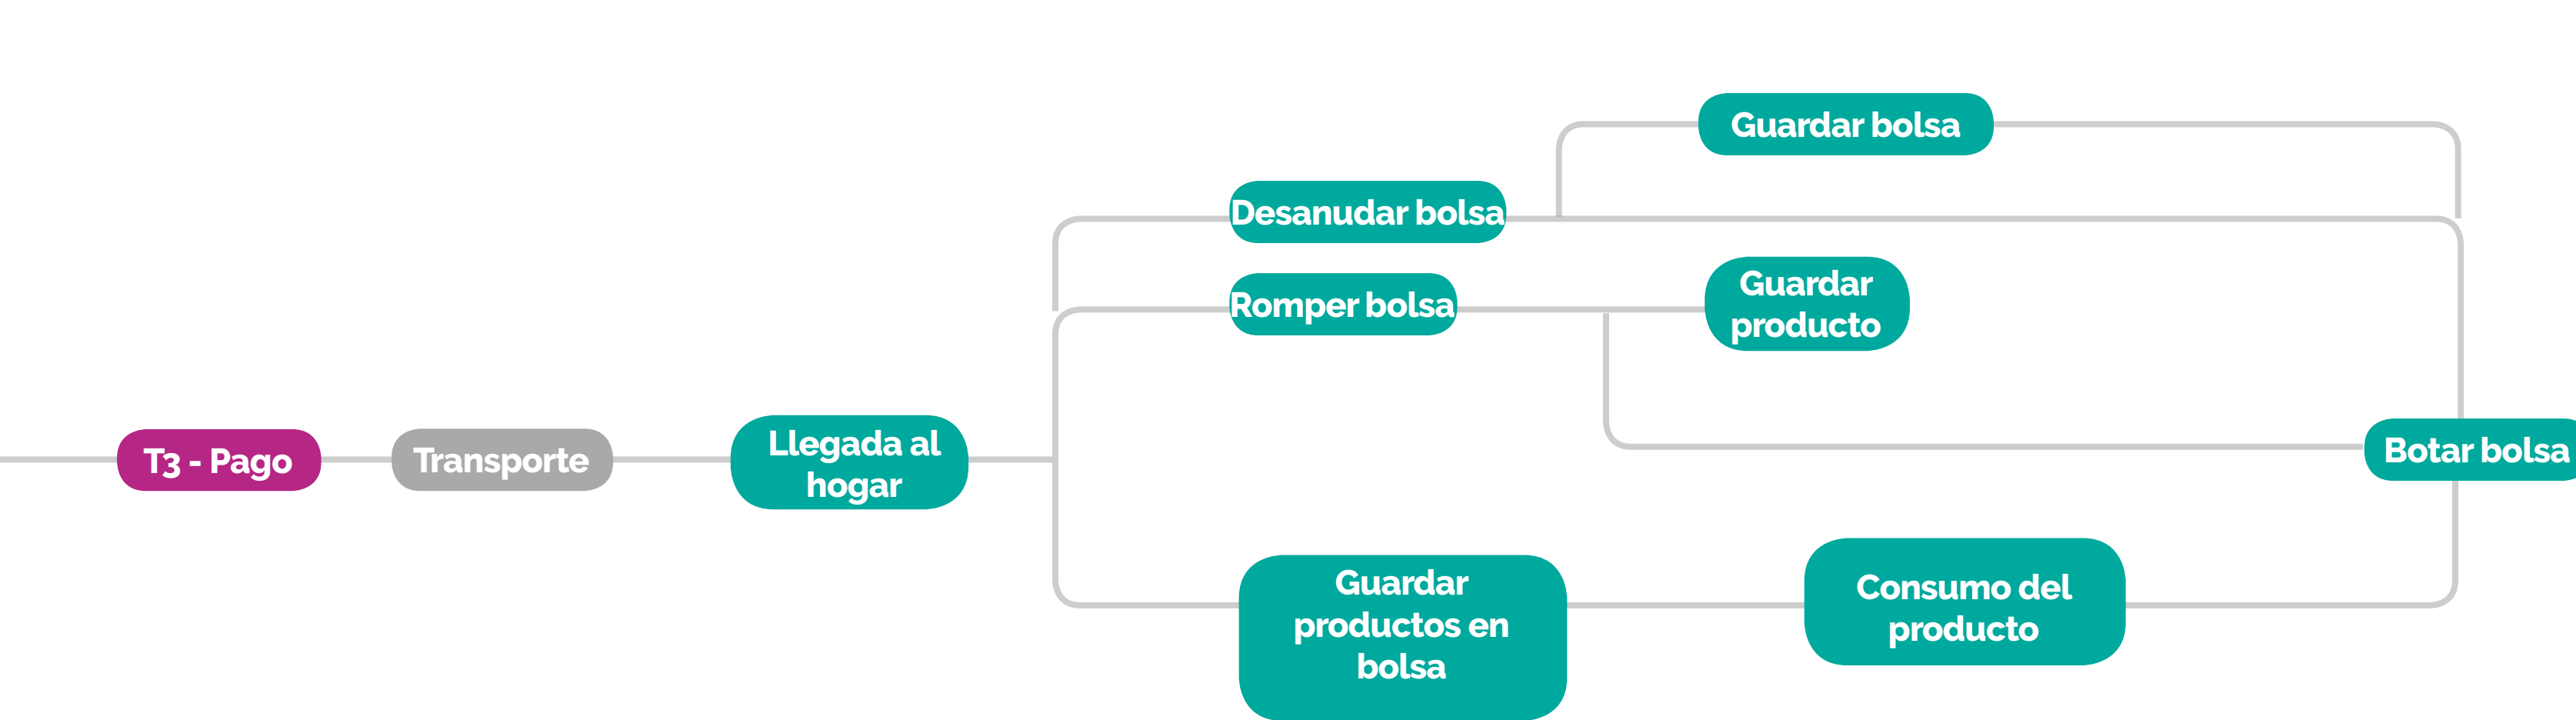 Guardar bolsa
Desanudar bolsa
Guardar
producto
Romper bolsa
T3 - Pago
Transporte
Llegada al
hogar
Botar bolsa
Guardar
productos en
bolsa
Consumo del
producto